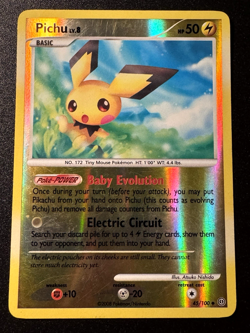 Pichu LV.8
HP 50
BASIC
NO. 172 Tiny Mouse Pokémon. HT: 1'00" WT: 4.4 lbs.
Poké-POWER Baby Evolution
Once during your turn (before your attack), you may put
Pikachu from your hand onto Pichu (this counts as evolving
Pichu) and remove all damage counters from Pichu.
Electric Circuit
Search your discard pile for up to 4 Energy cards, show them to
your opponent, and put them into your hand.
The electric pouches on its cheeks are still small. They cannot
store much electricity yet.
Illus. Atsuko Nishida
weakness resistance retreat cost
+10 -20
©2008 Pokémon/Nintendo
/100